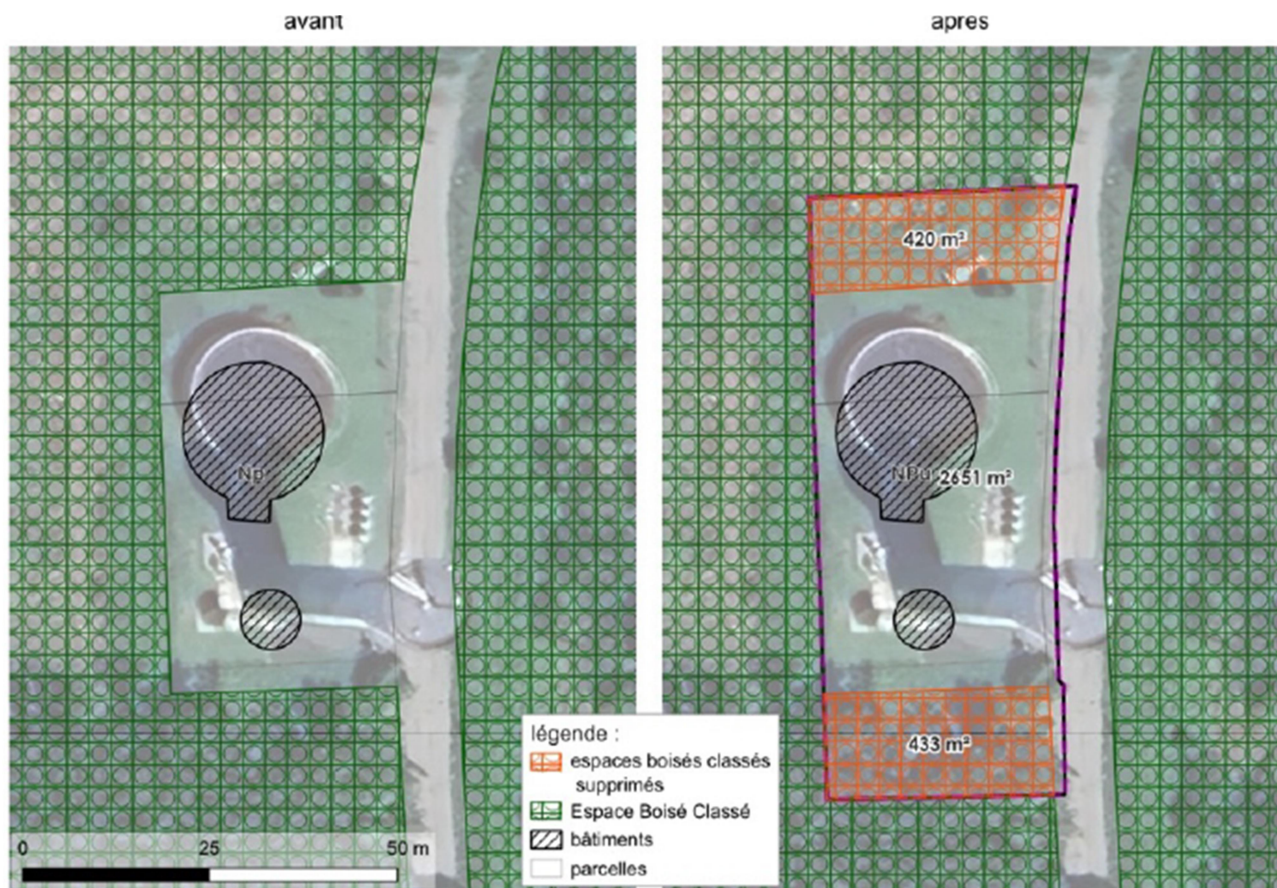 avant
apres
420 m²
Np
NPu
2651 m²
433 m²
légende :
espaces boisés classés
supprimés
Espace Boisé Classé
bâtiments
parcelles
0 25 50 m